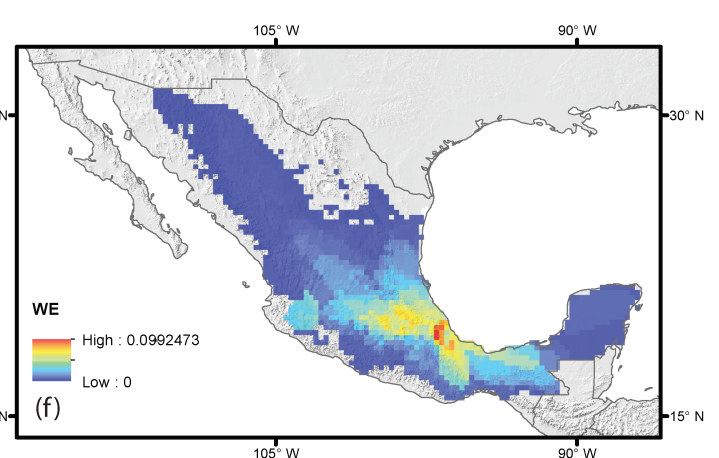 105° W
90° W
N
30° N
WE
High : 0.0992473
Low : 0
(f)
N
15° N
105° W
90° W